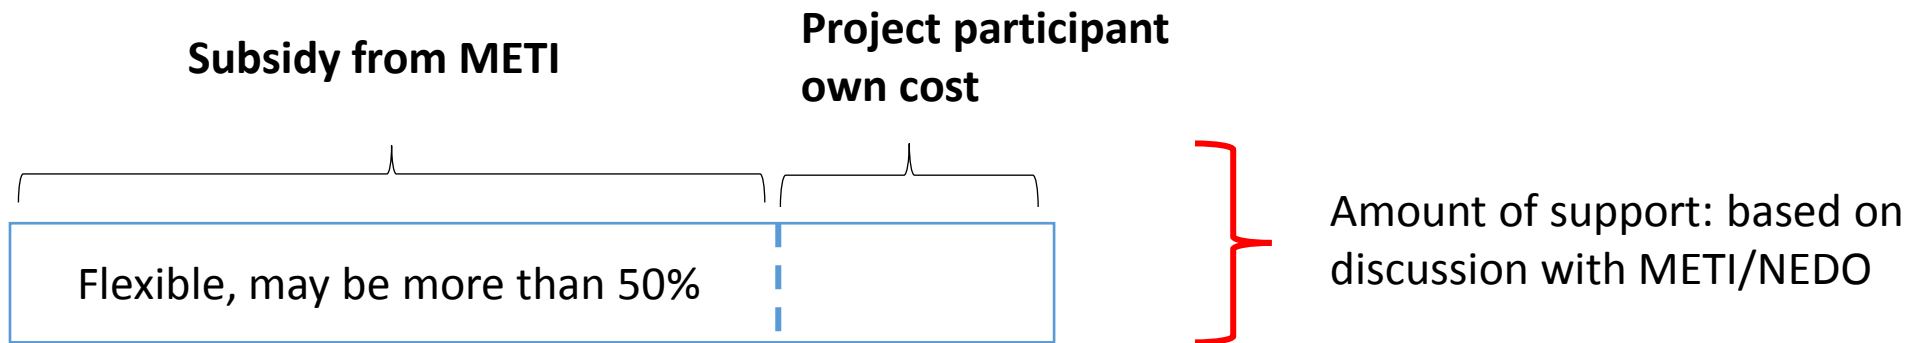 Subsidy from METI
Project participant
own cost
Flexible, may be more than 50%
Amount of support: based on
discussion with METI/NEDO